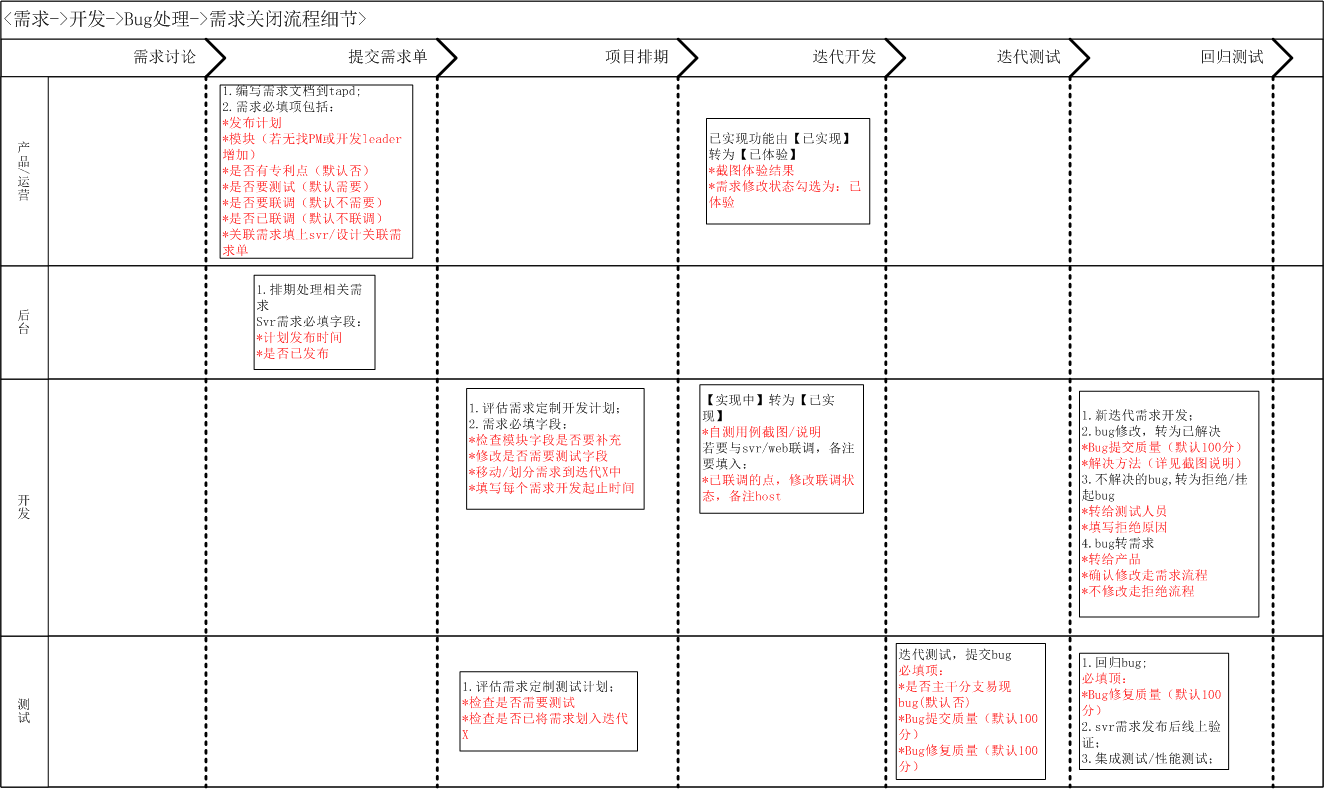 <需求->开发->Bug处理->需求关闭流程细节>
需求讨论
提交需求单
项目排期
迭代开发
迭代测试
回归测试
产品/运营
1.编写需求文档到tapd;
2.需求必填项包括:
*发布计划
*模块（若无找PM或开发leader
增加）
*是否有专利点（默认否）
*是否要测试（默认需要）
*是否要联调（默认不需要）
*是否已联调（默认不联调）
*关联需求填上svr/设计关联需
求单
已实现功能由【已实现】
转为【已体验】
*截图体验结果
*需求修改状态勾选为: 已
体验
后台
1.排期处理相关需
求
Svr需求必填字段:
*计划发布时间
*是否已发布
开发
1.评估需求定制开发计划;
2.需求必填字段:
*检查模块字段是否要补充
*修改是否需要测试字段
*移动/划分需求到迭代X中
*填写每个需求开发起止时间
【实现中】转为【已实
现】
*自测用例截图/说明
若要与svr/web联调, 备注
要填入:
*已联调的点, 修改联调状
态, 备注host
1.新迭代需求开发;
2.bug修改, 转为已解决
*Bug提交质量（默认100分）
*解决方法（详见截图说明）
3.不解决的bug,转为拒绝/挂
起bug
*转给测试人员
*填写拒绝原因
4.bug转需求
*转给产品
*确认修改走需求流程
*不修改走拒绝流程
测试
1.评估需求定制测试计划;
*检查是否需要测试
*检查是否已将需求划入迭代
X
迭代测试, 提交bug
必填项:
*是否主干分支易现
bug(默认否)
*Bug提交质量（默认100
分）
*Bug修复质量（默认100
分）
1.回归bug;
必填顶:
*Bug修复质量（默认100
分）
2.svr需求发布后线上验
证;
3.集成测试/性能测试;